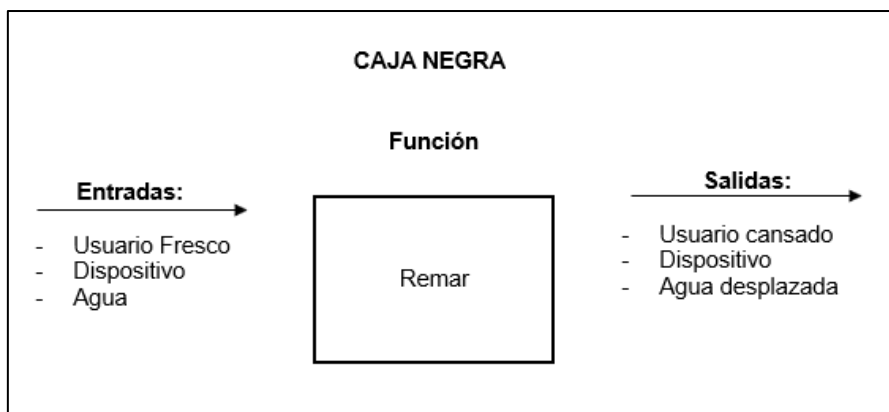 CAJA NEGRA
Función
Entradas:
- Usuario Fresco
- Dispositivo
- Agua
Remar
Salidas:
- Usuario cansado
- Dispositivo
- Agua desplazada